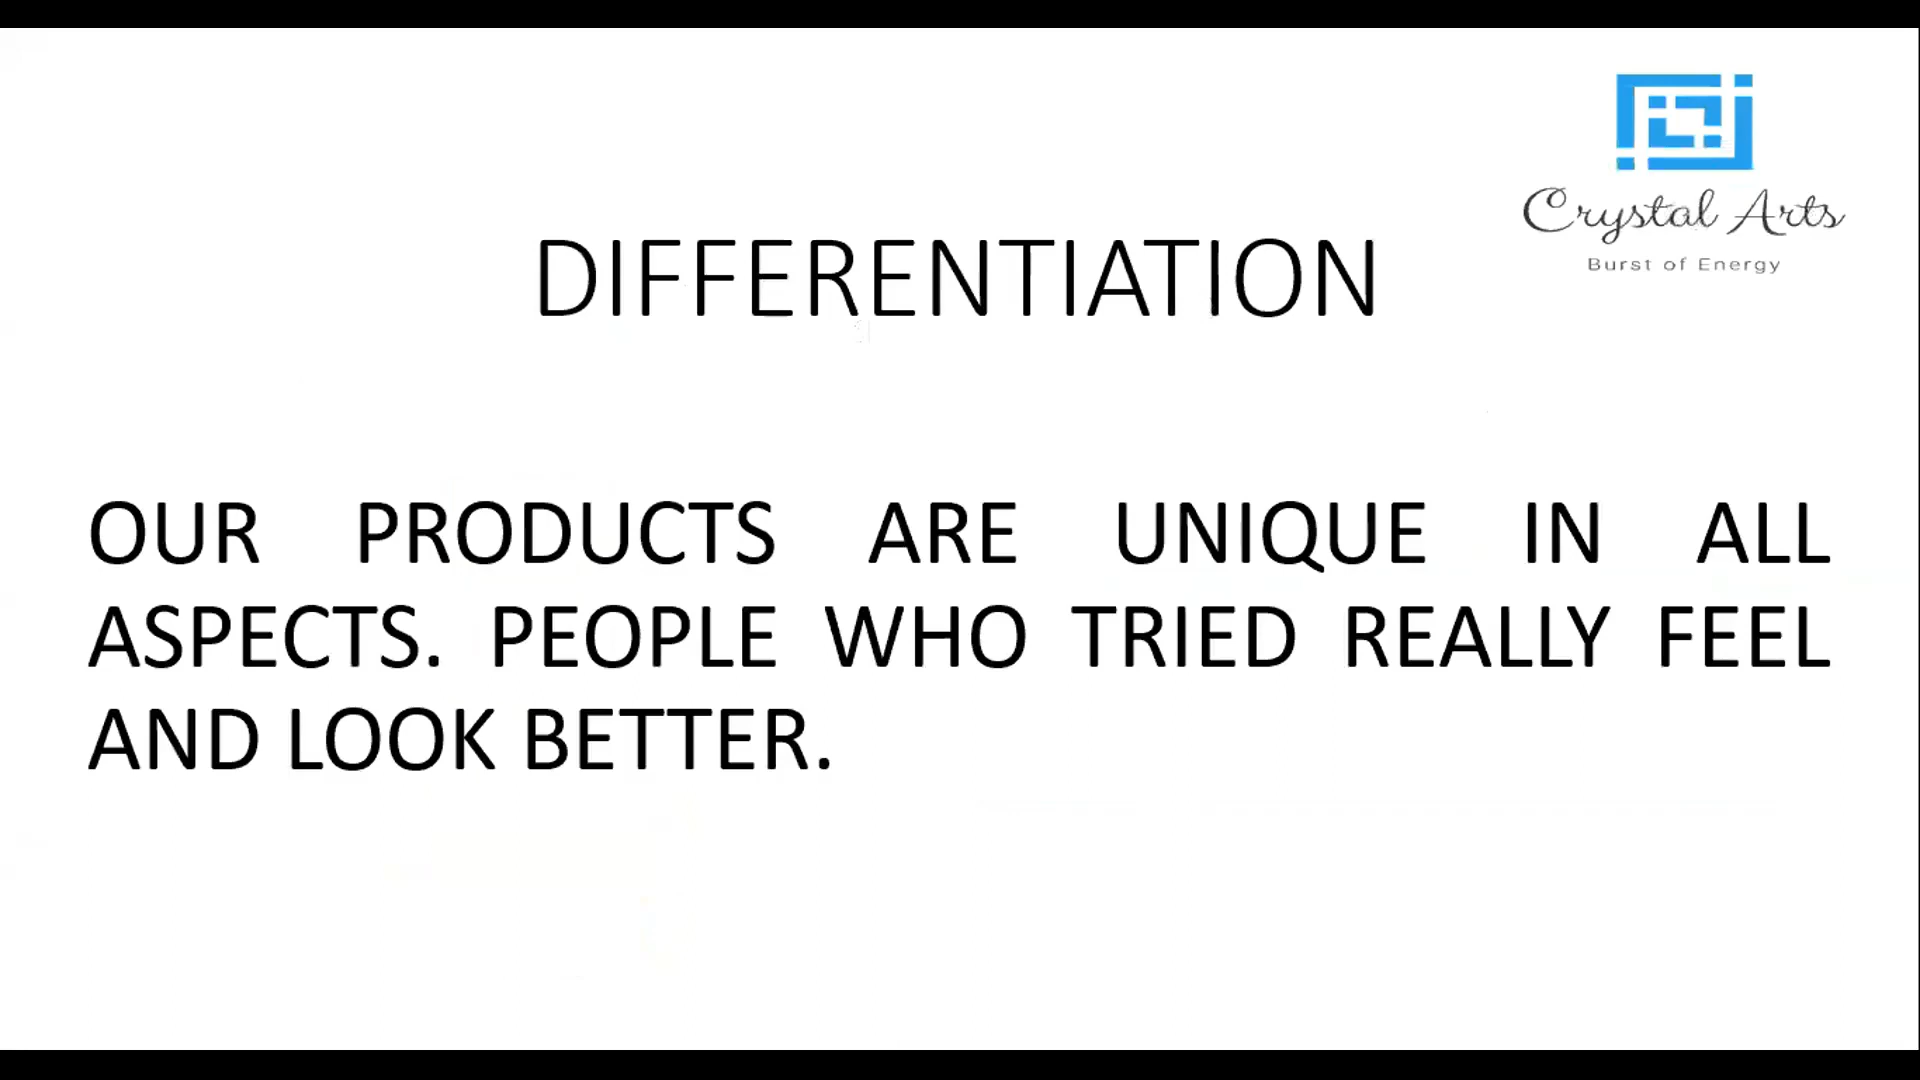 Crystal Arts
Burst of Energy
DIFFERENTIATION
OUR PRODUCTS ARE UNIQUE IN ALL
ASPECTS. PEOPLE WHO TRIED REALLY FEEL
AND LOOK BETTER.